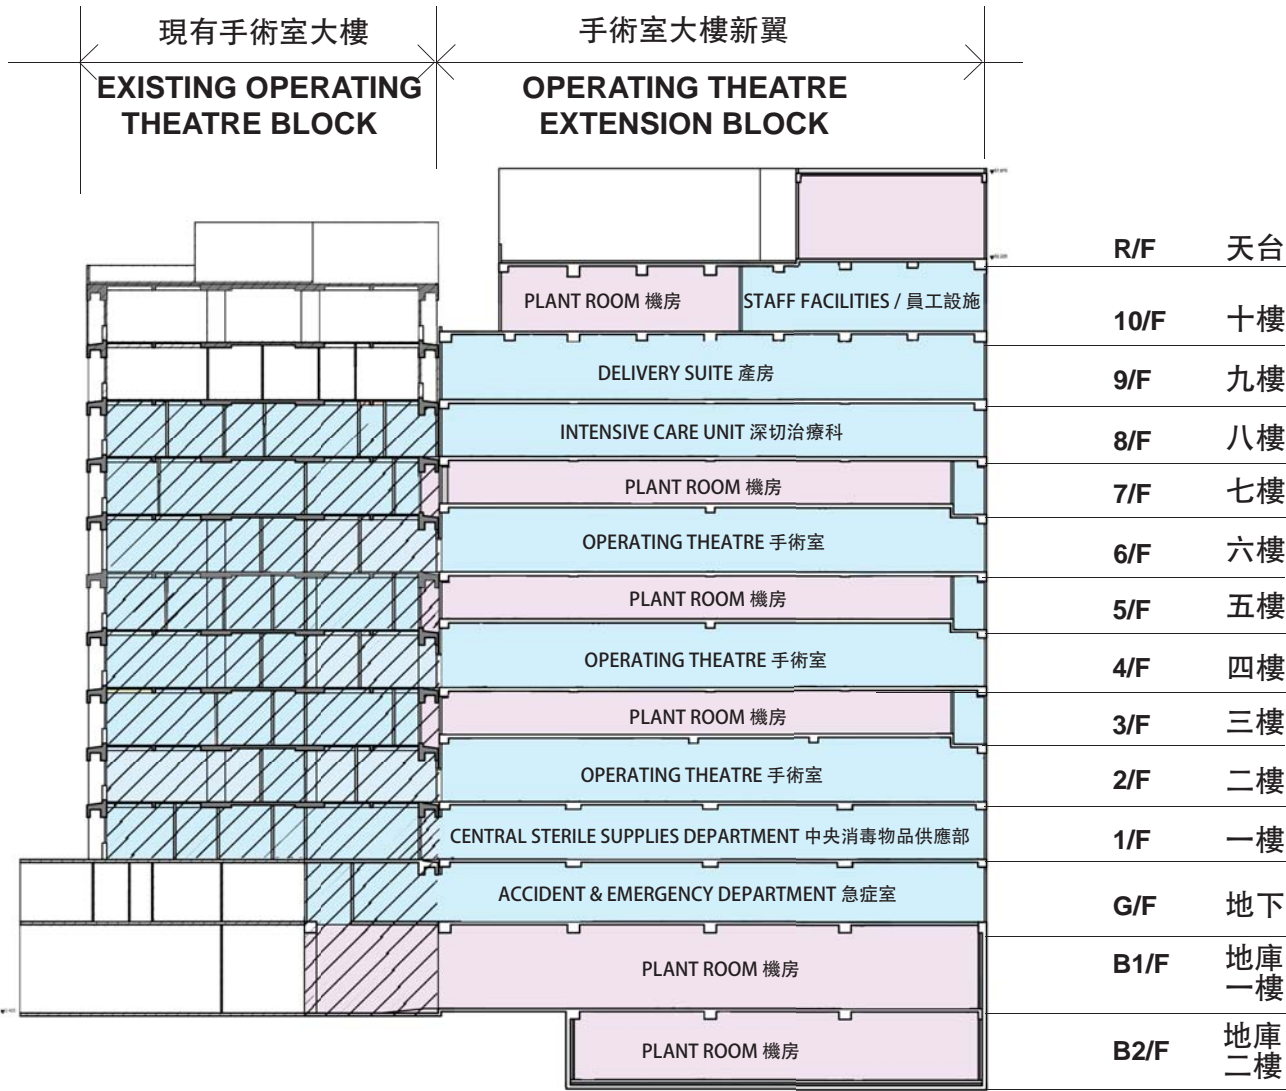 現有手術室大樓
手術室大樓新翼
EXISTING OPERATING
THEATRE BLOCK
OPERATING THEATRE
EXTENSION BLOCK
R/F 天台
PLANT ROOM 機房
STAFF FACILITIES / 員工設施
10/F 十樓
DELIVERY SUITE 產房
9/F 九樓
INTENSIVE CARE UNIT 深切治療科
8/F 八樓
PLANT ROOM 機房
7/F 七樓
OPERATING THEATRE 手術室
6/F 六樓
PLANT ROOM 機房
5/F 五樓
OPERATING THEATRE 手術室
4/F 四樓
PLANT ROOM 機房
3/F 三樓
OPERATING THEATRE 手術室
2/F 二樓
CENTRAL STERILE SUPPLIES DEPARTMENT 中央消毒物品供應部
1/F 一樓
ACCIDENT & EMERGENCY DEPARTMENT 急症室
G/F 地下
PLANT ROOM 機房
B1/F 地庫
一樓
PLANT ROOM 機房
B2/F 地庫
二樓